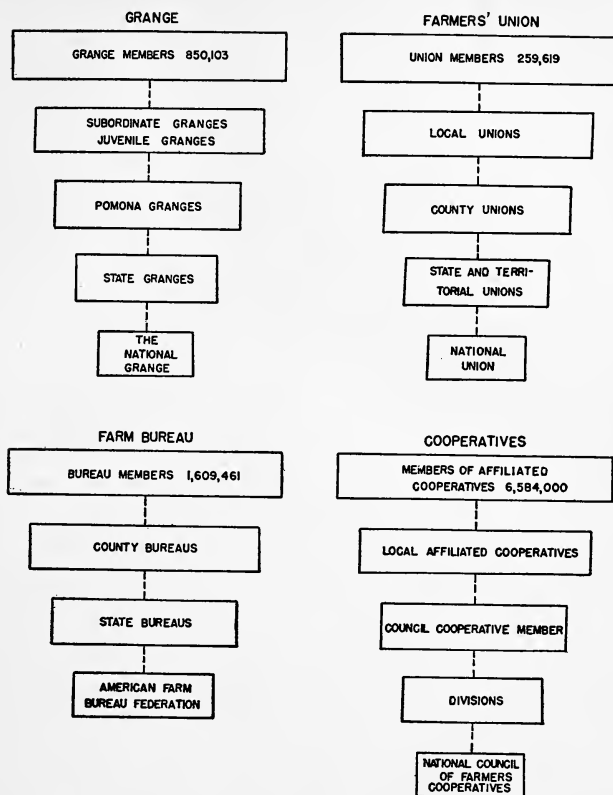 GRANGE
GRANGE MEMBERS 850,103
SUBORDINATE GRANGES
JUVENILE GRANGES
POMONA GRANGES
STATE GRANGES
THE
NATIONAL
GRANGE
FARMERS' UNION
UNION MEMBERS 259,619
LOCAL UNIONS
COUNTY UNIONS
STATE AND TERRI-
TORIAL UNIONS
NATIONAL
UNION
FARM BUREAU
BUREAU MEMBERS 1,609,461
COUNTY BUREAUS
STATE BUREAUS
AMERICAN FARM
BUREAU FEDERATION
COOPERATIVES
MEMBERS OF AFFILIATED
COOPERATIVES 6,584,000
LOCAL AFFILIATED COOPERATIVES
COUNCIL COOPERATIVE MEMBER
DIVISIONS
NATIONAL COUNCIL
OF FARMERS
COOPERATIVES